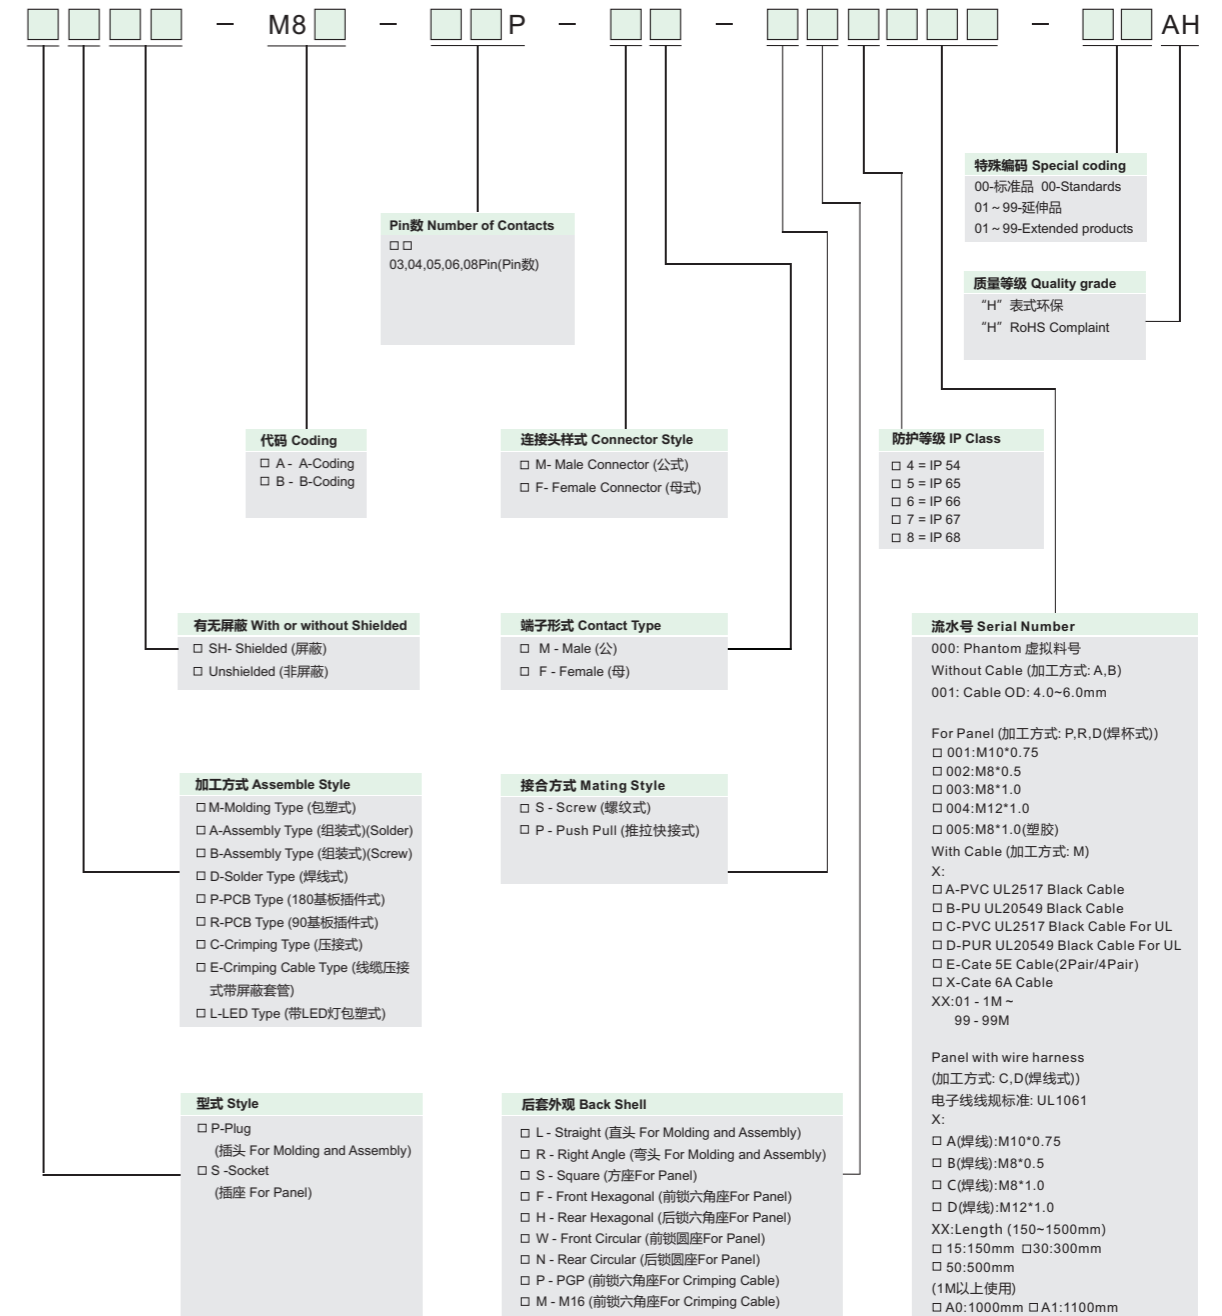 – M8 – P – – – AH
特殊编码 Special coding
00-标准品 00-Standards
01~99-延伸品
01~99-Extended products
Pin数 Number of Contacts
□ □
03,04,05,06,08Pin(Pin数)
质量等级 Quality grade
“H”表式环保
“H” RoHS Complaint
代码 Coding
□ A - A-Coding
□ B - B-Coding
连接头样式 Connector Style
□ M- Male Connector (公式)
□ F- Female Connector (母式)
防护等级 IP Class
□ 4 = IP 54
□ 5 = IP 65
□ 6 = IP 66
□ 7 = IP 67
□ 8 = IP 68
有无屏蔽 With or without Shielded
□ SH- Shielded (屏蔽)
□ Unshielded (非屏蔽)
端子形式 Contact Type
□ M - Male (公)
□ F - Female (母)
流水号 Serial Number
000: Phantom 虚拟料号
Without Cable (加工方式: A,B)
001: Cable OD: 4.0~6.0mm
For Panel (加工方式: P,R,D(焊杯式))
□ 001:M10*0.75
□ 002:M8*0.5
□ 003:M8*1.0
□ 004:M12*1.0
□ 005:M8*1.0(塑胶)
With Cable (加工方式: M)
X:
□ A-PVC UL2517 Black Cable
□ B-PU UL20549 Black Cable
□ C-PVC UL2517 Black Cable For UL
□ D-PUR UL20549 Black Cable For UL
□ E-Cate 5E Cable(2Pair/4Pair)
□ X-Cate 6A Cable
XX:01 - 1M ~
99 - 99M
Panel with wire harness
(加工方式: C,D(焊线式))
电子线线规标准: UL1061
X:
□ A(焊线):M10*0.75
□ B(焊线):M8*0.5
□ C(焊线):M8*1.0
□ D(焊线):M12*1.0
XX:Length (150~1500mm)
□ 15:150mm □30:300mm
□ 50:500mm
(1M以上使用)
□ A0:1000mm □ A1:1100mm
加工方式 Assemble Style
□ M-Molding Type (包塑式)
□ A-Assembly Type (组装式)(Solder)
□ B-Assembly Type (组装式)(Screw)
□ D-Solder Type (焊线式)
□ P-PCB Type (180基板插件式)
□ R-PCB Type (90基板插件式)
□ C-Crimping Type (压接式)
□ E-Crimping Cable Type (线缆压接
式带屏蔽套管)
□ L-LED Type (带LED灯包塑式)
接合方式 Mating Style
□ S - Screw (螺纹式)
□ P - Push Pull (推拉快接式)
型式 Style
□ P-Plug
(插头 For Molding and Assembly)
□ S -Socket
(插座 For Panel)
后套外观 Back Shell
□ L - Straight (直头 For Molding and Assembly)
□ R - Right Angle (弯头 For Molding and Assembly)
□ S - Square (方座For Panel)
□ F - Front Hexagonal (前锁六角座For Panel)
□ H - Rear Hexagonal (后锁六角座For Panel)
□ W - Front Circular (前锁圆座For Panel)
□ N - Rear Circular (后锁圆座For Panel)
□ P - PGP (前锁六角座For Crimping Cable)
□ M - M16 (前锁六角座For Crimping Cable)